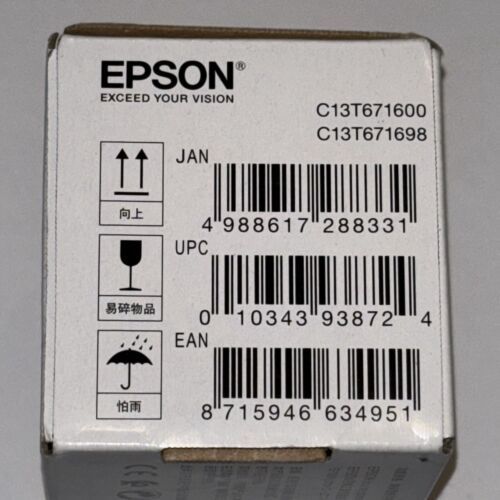 EPSON®
EXCEED YOUR VISION
C13T671600
C13T671698
向上
JAN
4 988617 288331
易碎物品
UPC
0 10343 93872 4
怕雨
EAN
8 715946 634951